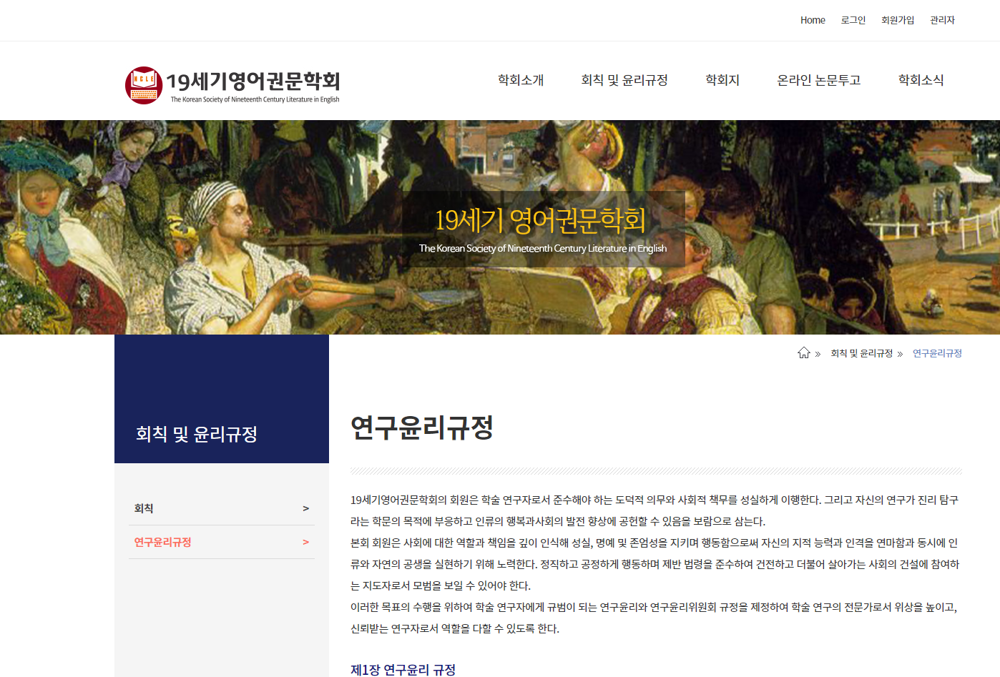 Home 로그인 회원가입 관리자
NCLE
19세기영어권문학회
The Korean Society of Nineteenth Century Literature in English
학회소개 회칙 및 윤리규정 학회지 온라인 논문투고 학회소식
19세기 영어권문학회
The Korean Society of Nineteenth Century Literature in English
» 회칙 및 윤리규정 » 연구윤리규정
회칙 및 윤리규정
회칙 >
연구윤리규정 >
연구윤리규정
19세기영어권문학회의 회원은 학술 연구자로서 준수해야 하는 도덕적 의무와 사회적 책무를 성실하게 이행한다. 그리고 자신의 연구가 진리 탐구
라는 학문의 목적에 부응하고 인류의 행복과사회의 발전 향상에 공헌할 수 있음을 보람으로 삼는다.
본회 회원은 사회에 대한 역할과 책임을 깊이 인식해 성실, 명예 및 존엄성을 지키며 행동함으로써 자신의 지적 능력과 인격을 연마함과 동시에 인
류와 자연의 공생을 실현하기 위해 노력한다. 정직하고 공정하게 행동하며 제반 법령을 준수하여 건전하고 더불어 살아가는 사회의 건설에 참여하
는 지도자로서 모범을 보일 수 있어야 한다.
이러한 목표의 수행을 위하여 학술 연구자에게 규범이 되는 연구윤리와 연구윤리위원회 규정을 제정하여 학술 연구의 전문가로서 위상을 높이고,
신뢰받는 연구자로서 역할을 다할 수 있도록 한다.
제1장 연구윤리 규정